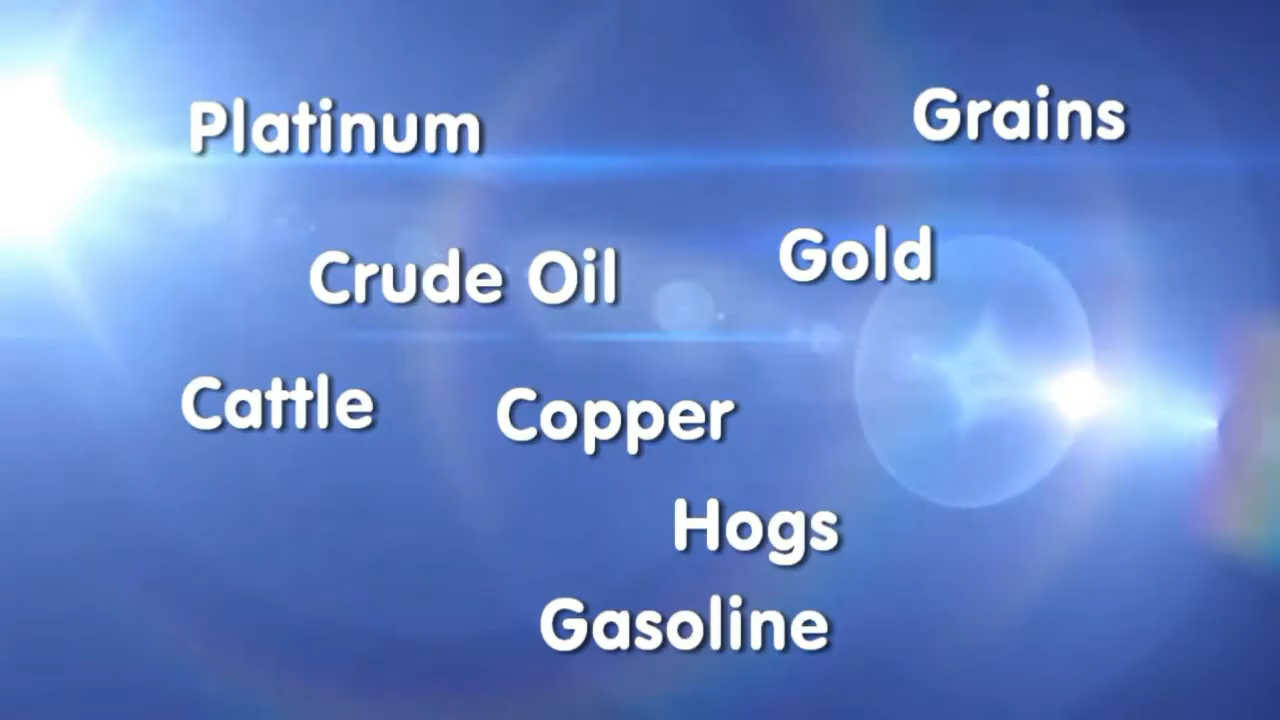 Platinum
Grains
Crude Oil
Gold
Cattle
Copper
Hogs
Gasoline